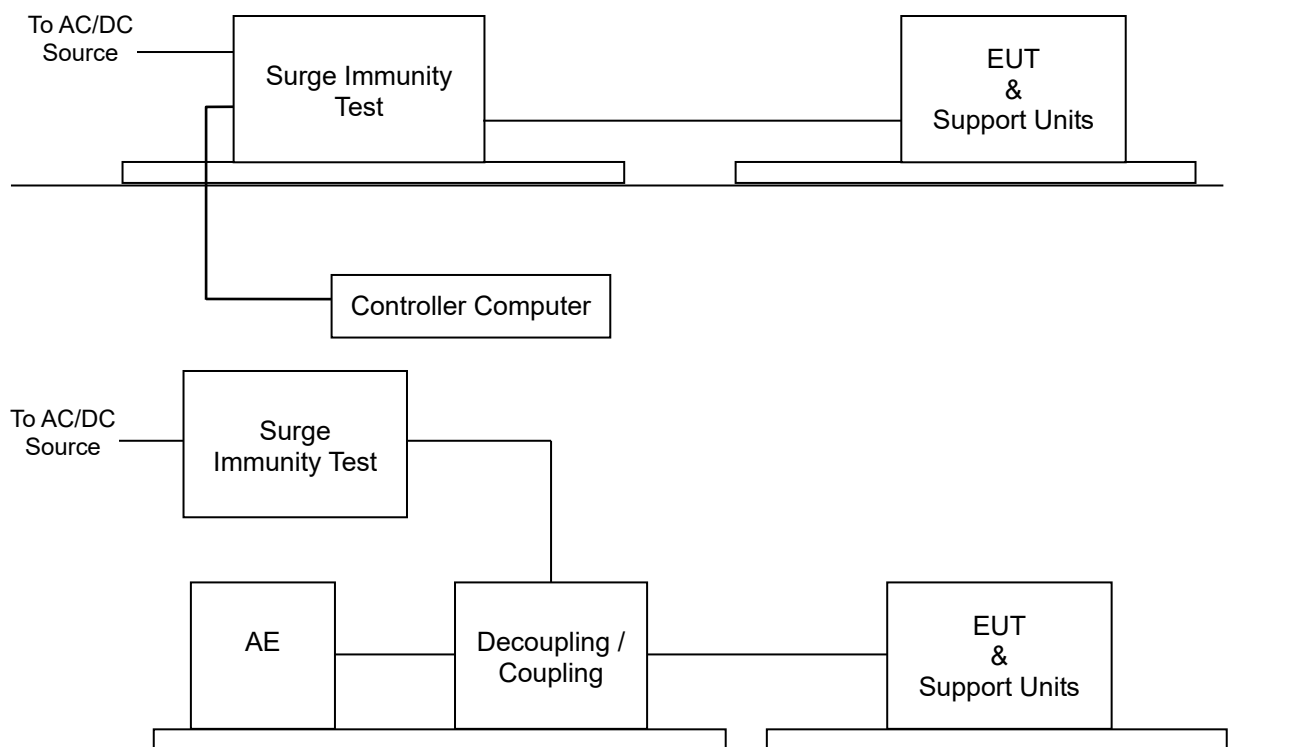 To AC/DC
Source
Surge Immunity
Test
EUT
&
Support Units
Controller Computer
To AC/DC
Source
Surge
Immunity Test
AE
Decoupling /
Coupling
EUT
&
Support Units